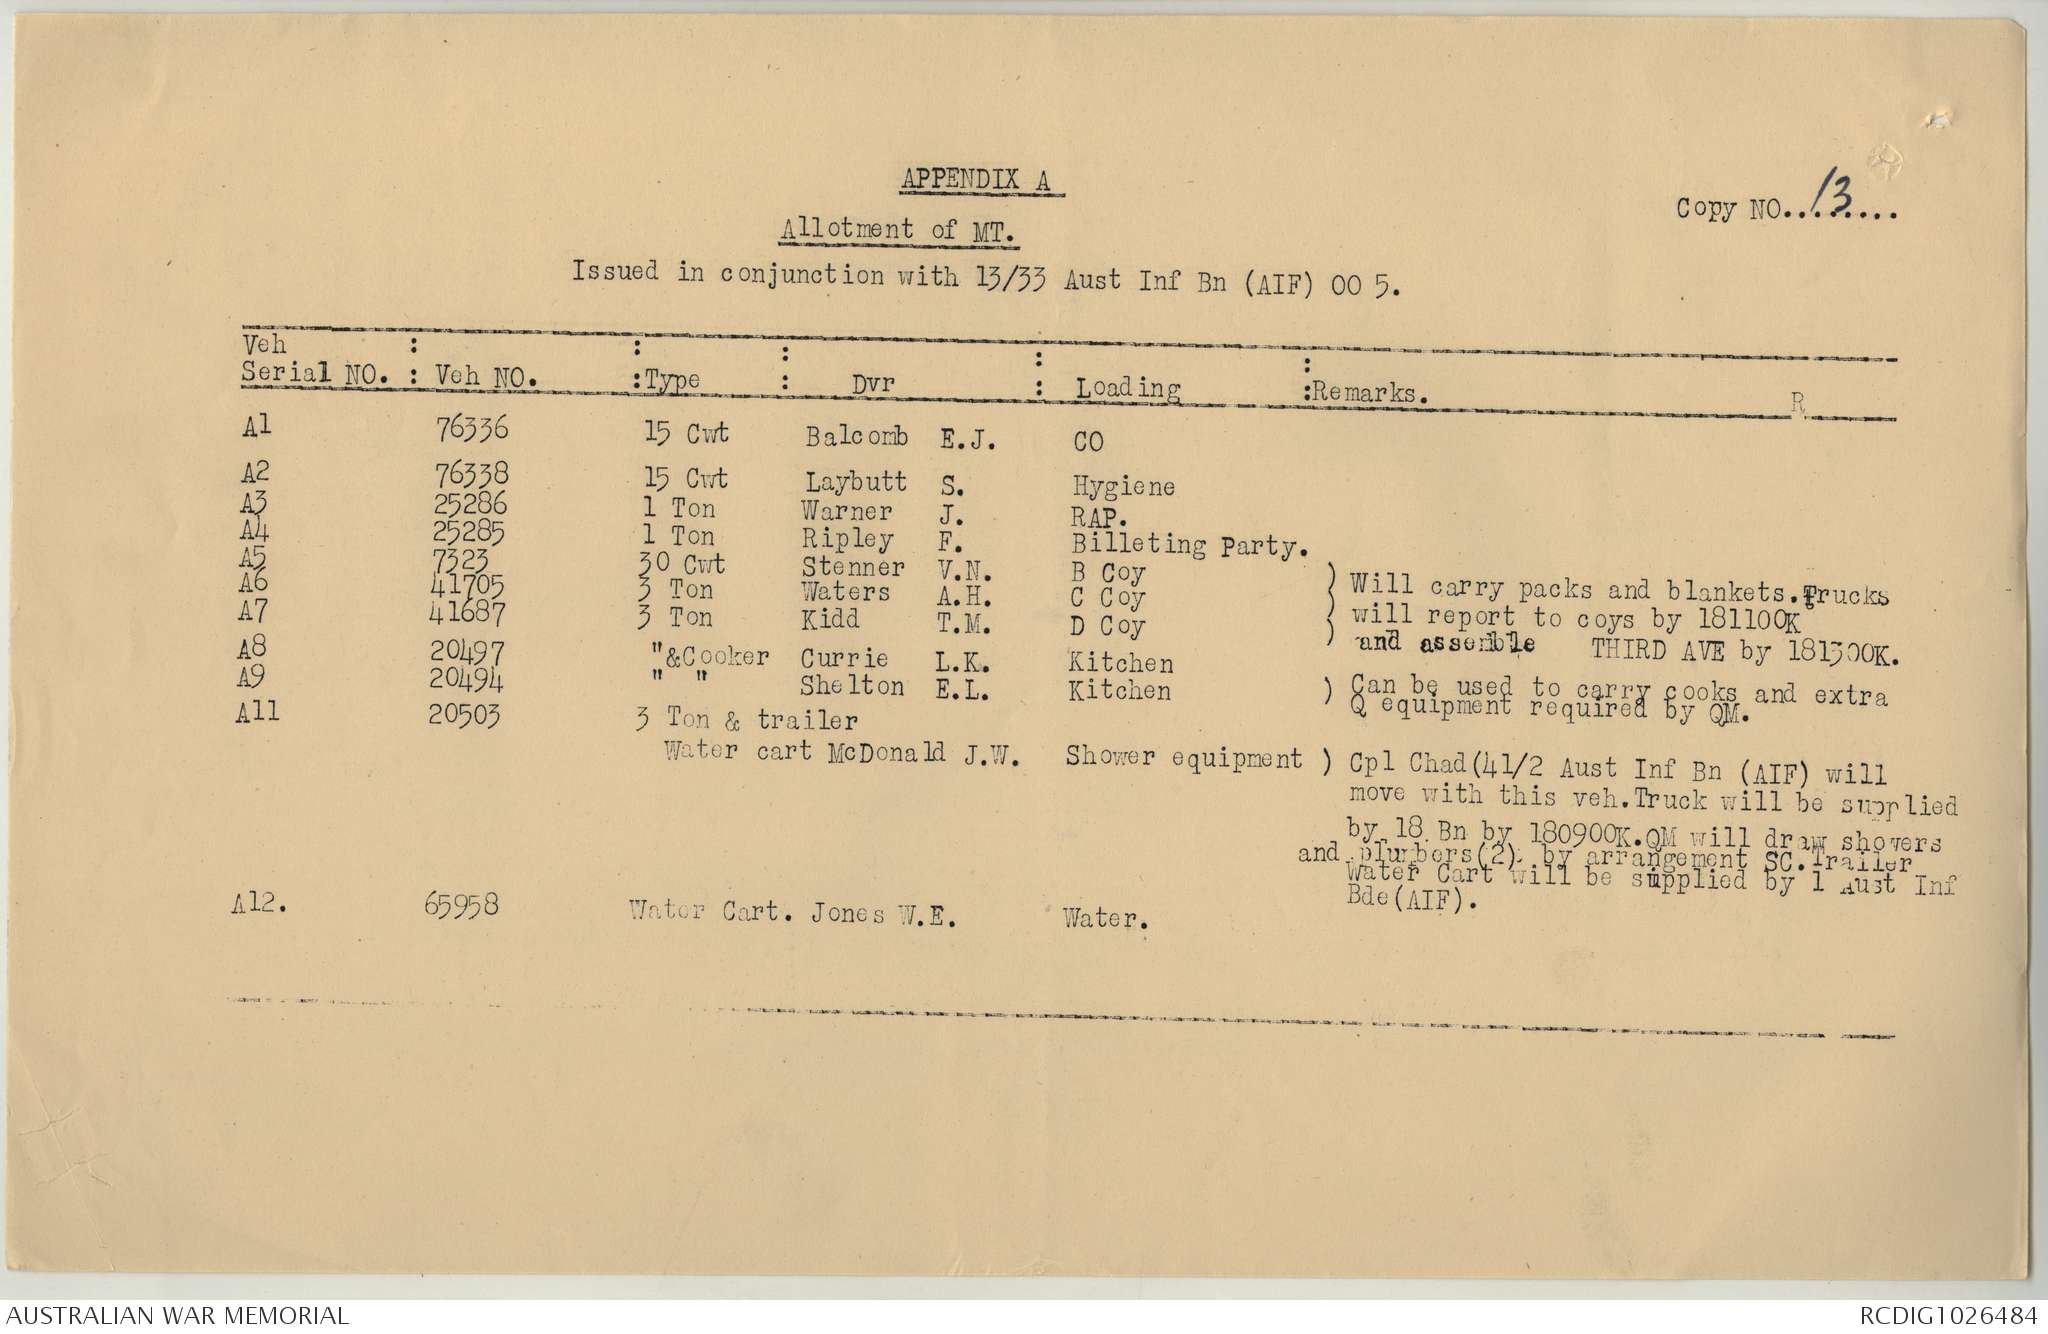 APPENDIX A
Copy NO..13......
Allotment of MT.
Issued in conjunction with 13/33 Aust Inf Bn (AIF) OO 5.
Veh : : : : :
Serial NO. : Veh NO. :Type : Dvr : Loading :Remarks. R
A1 76336 15 Cwt Balcomb E.J. CO
A2 76338 15 Cwt Laybutt S. Hygiene
A3 25286 1 Ton Warner J. RAP.
A4 25285 1 Ton Ripley F. Billeting Party.
A5 7323 30 Cwt Stenner V.N. B Coy ) Will carry packs and blankets.Trucks
A6 41705 3 Ton Waters A.H. C Coy ) will report to coys by 181100K
A7 41687 3 Ton Kidd T.M. D Coy ) and assemble THIRD AVE by 181300K.
A8 20497 "&Cooker Currie L.K. Kitchen
A9 20494 " " Shelton E.L. Kitchen ) Can be used to carry cooks and extra
Q equipment required by QM.
A11 20503 3 Ton & trailer
Water cart McDonald J.W. Shower equipment ) Cpl Chad(41/2 Aust Inf Bn (AIF) will
move with this veh.Truck will be supplied
by 18 Bn by 180900K.QM will draw showers
and plumbers(2) by arrangement SC.Trailer
Water Cart will be supplied by 1 Aust Inf
Bde(AIF).
A12. 65958 Water Cart. Jones W.E. Water.
AUSTRALIAN WAR MEMORIAL
RCDIG1026484